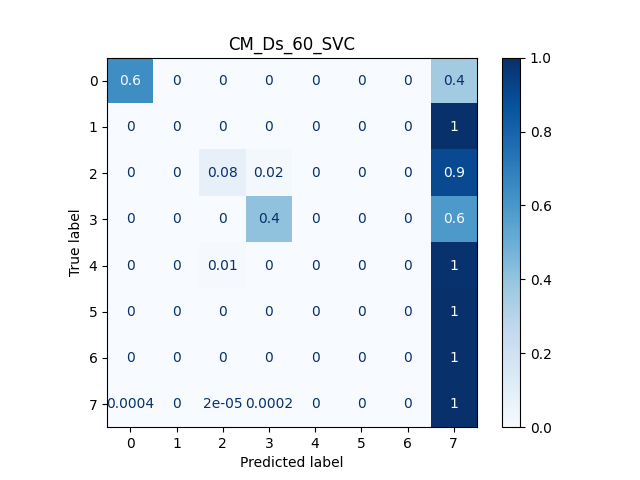 CM_Ds_60_SVC
0 0.6 0 0 0 0 0 0 0.4
1 0 0 0 0 0 0 0 1
2 0 0 0.08 0.02 0 0 0 0.9
3 0 0 0 0.4 0 0 0 0.6
4 0 0 0.01 0 0 0 0 1
5 0 0 0 0 0 0 0 1
6 0 0 0 0 0 0 0 1
7 0.0004 0 2e-05 0.0002 0 0 0 1
0 1 2 3 4 5 6 7
Predicted label
True label
1.0
0.8
0.6
0.4
0.2
0.0